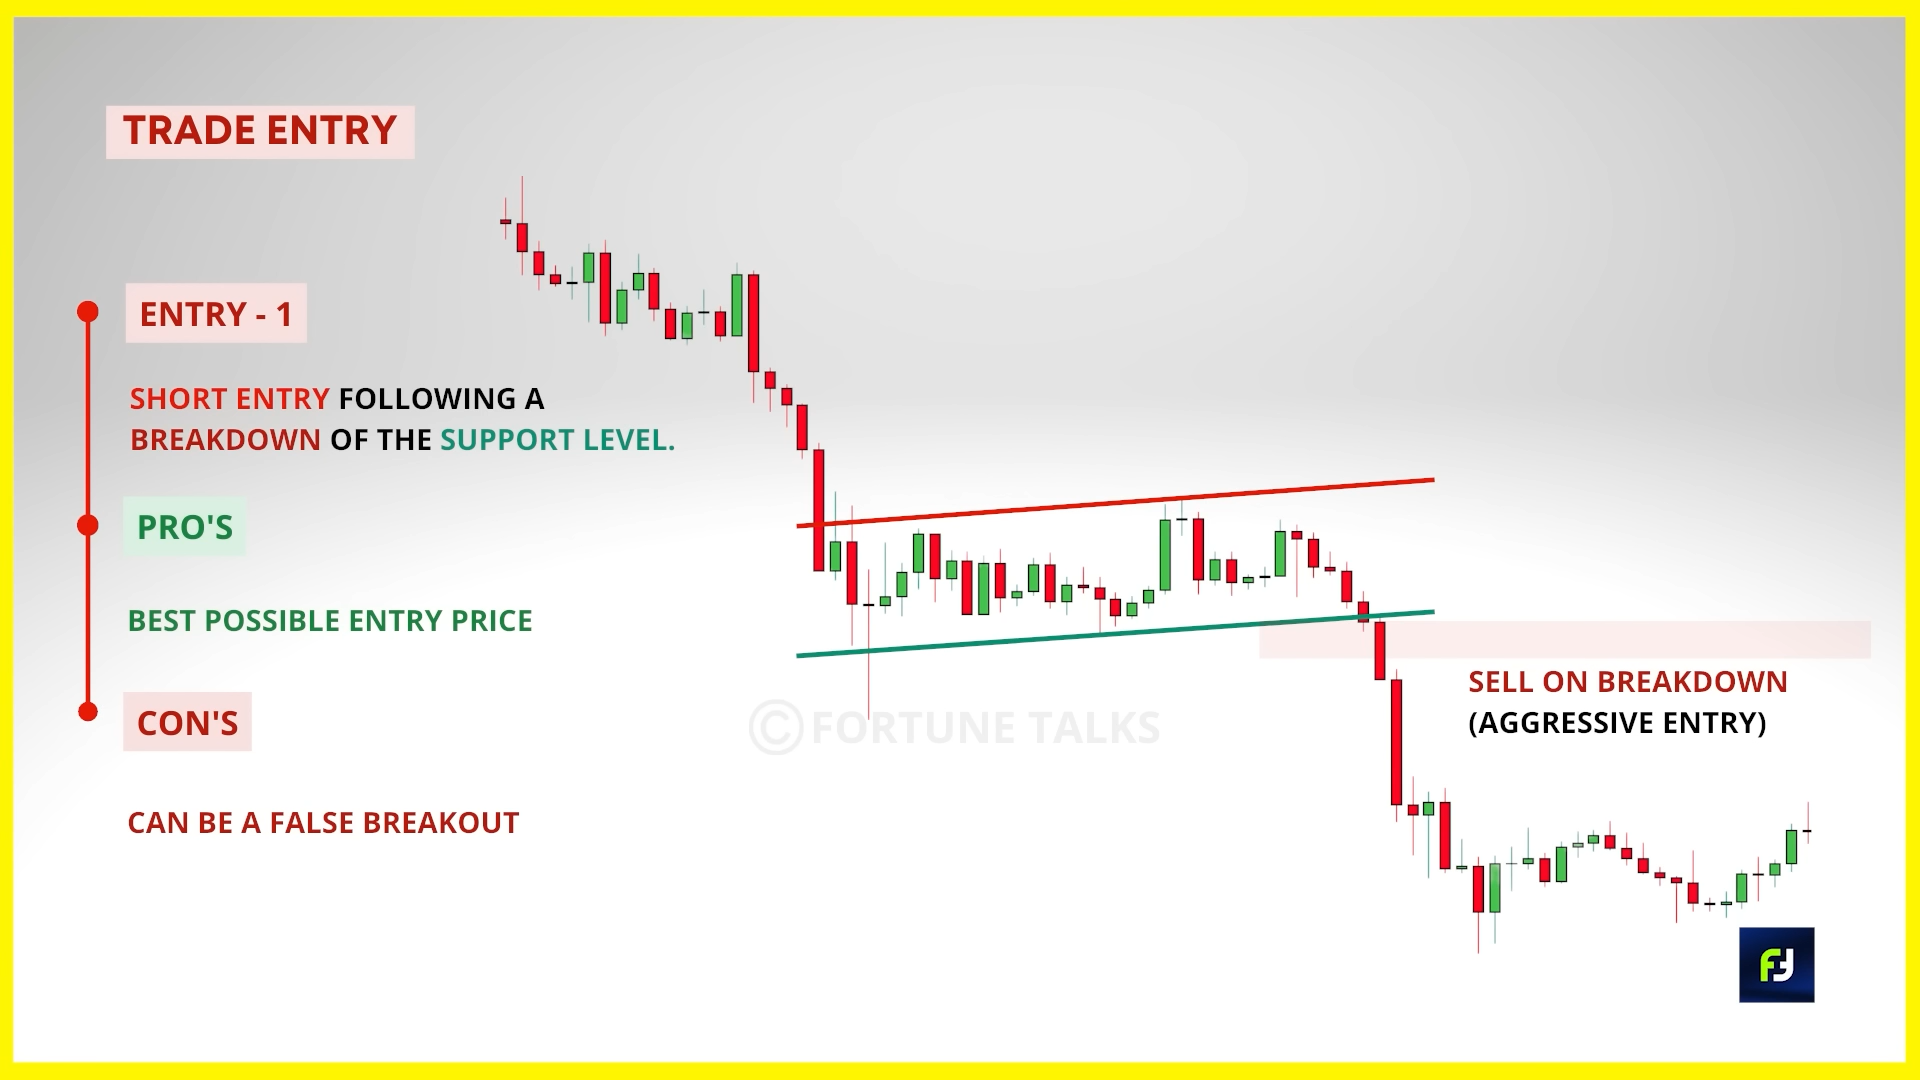 TRADE ENTRY
ENTRY - 1
SHORT ENTRY FOLLOWING A
BREAKDOWN OF THE SUPPORT LEVEL.
PRO'S
BEST POSSIBLE ENTRY PRICE
CON'S
CAN BE A FALSE BREAKOUT
SELL ON BREAKDOWN
(AGGRESSIVE ENTRY)
© FORTUNE TALKS